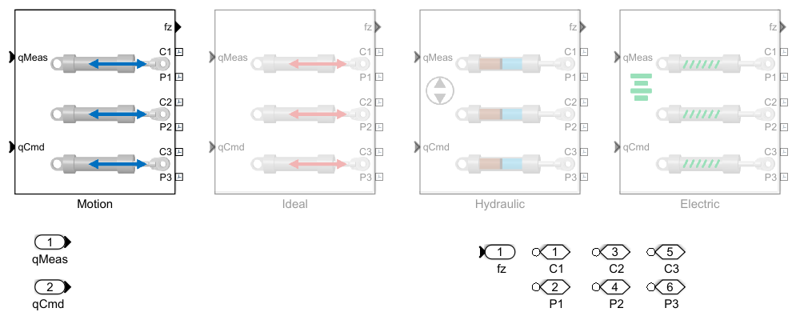 fz
qMeas
C1
P1
C2
P2
qCmd
C3
P3
Motion
fz
qMeas
C1
P1
C2
P2
qCmd
C3
P3
Ideal
fz
qMeas
C1
P1
C2
P2
qCmd
C3
P3
Hydraulic
fz
qMeas
C1
P1
C2
P2
qCmd
C3
P3
Electric
1
qMeas
2
qCmd
1
fz
1
C1
3
C2
5
C3
2
P1
4
P2
6
P3